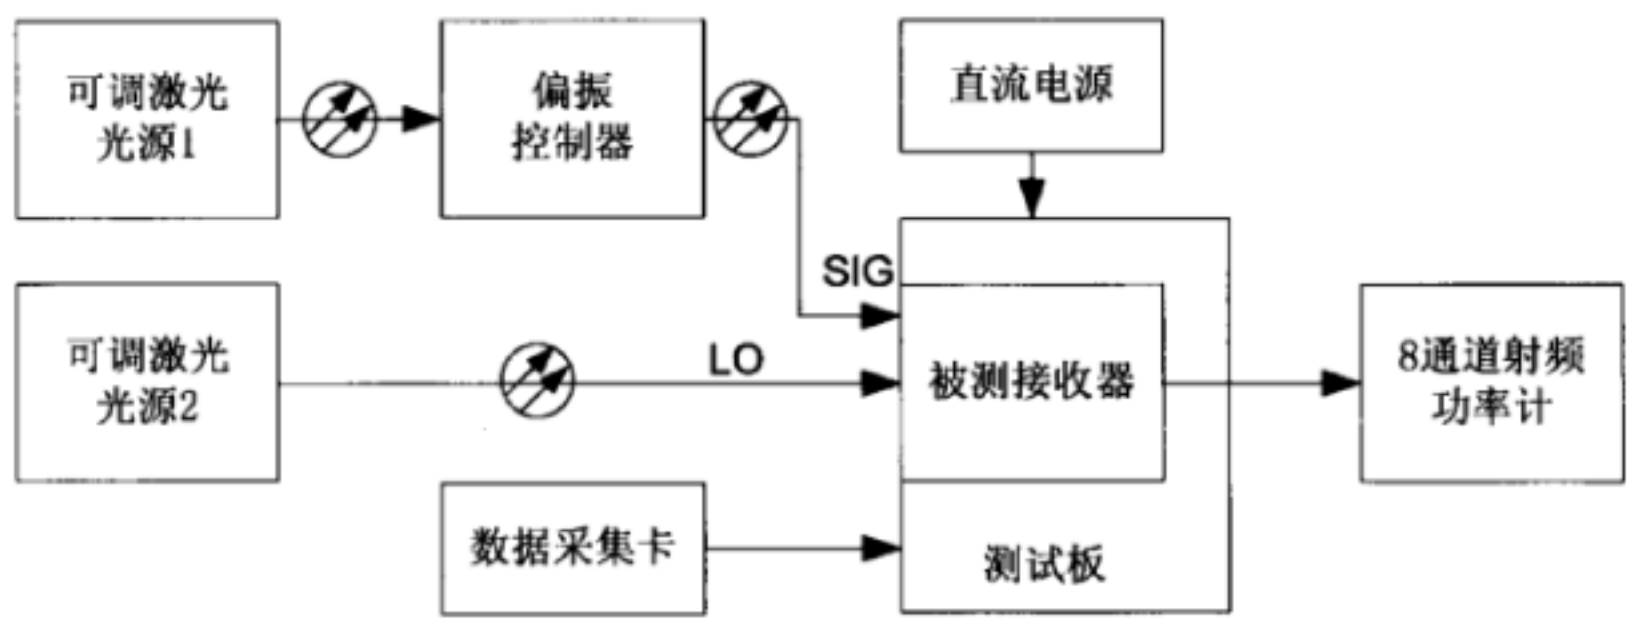 可调激光
光源1
偏振
控制器
直流电源
SIG
可调激光
光源2
LO
被测接收器
8通道射频
功率计
数据采集卡
测试板